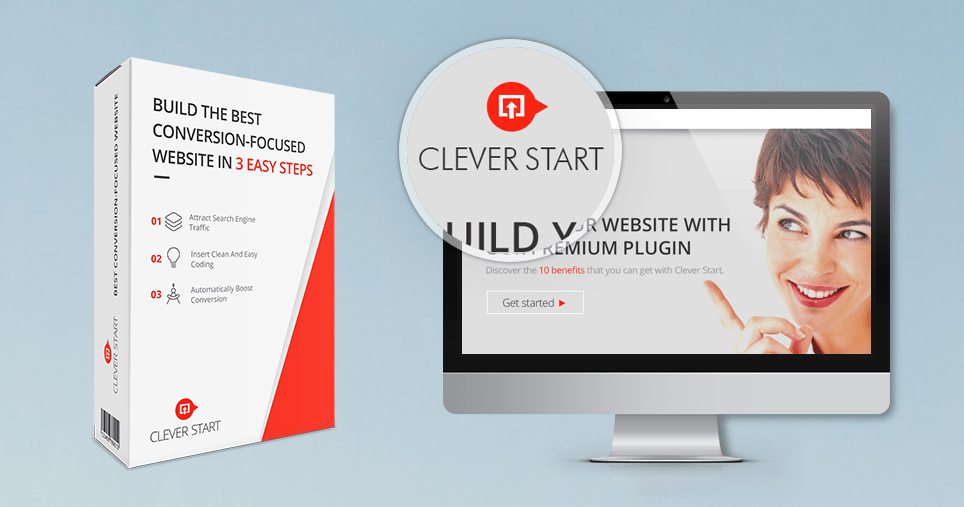 BEST CONVERSION-FOCUSED WEBSITE
CLEVER START
BUILD THE BEST
CONVERSION-FOCUSED
WEBSITE IN 3 EASY STEPS
01 Attract Search Engine
Traffic
02 Insert Clean And Easy
Coding
03 Automatically Boost
Conversion
CLEVER START
CLEVER START
UILD Y
R WEBSITE WITH
REMIUM PLUGIN
Discover the 10 benefits that you can get with Clever Start.
Get started